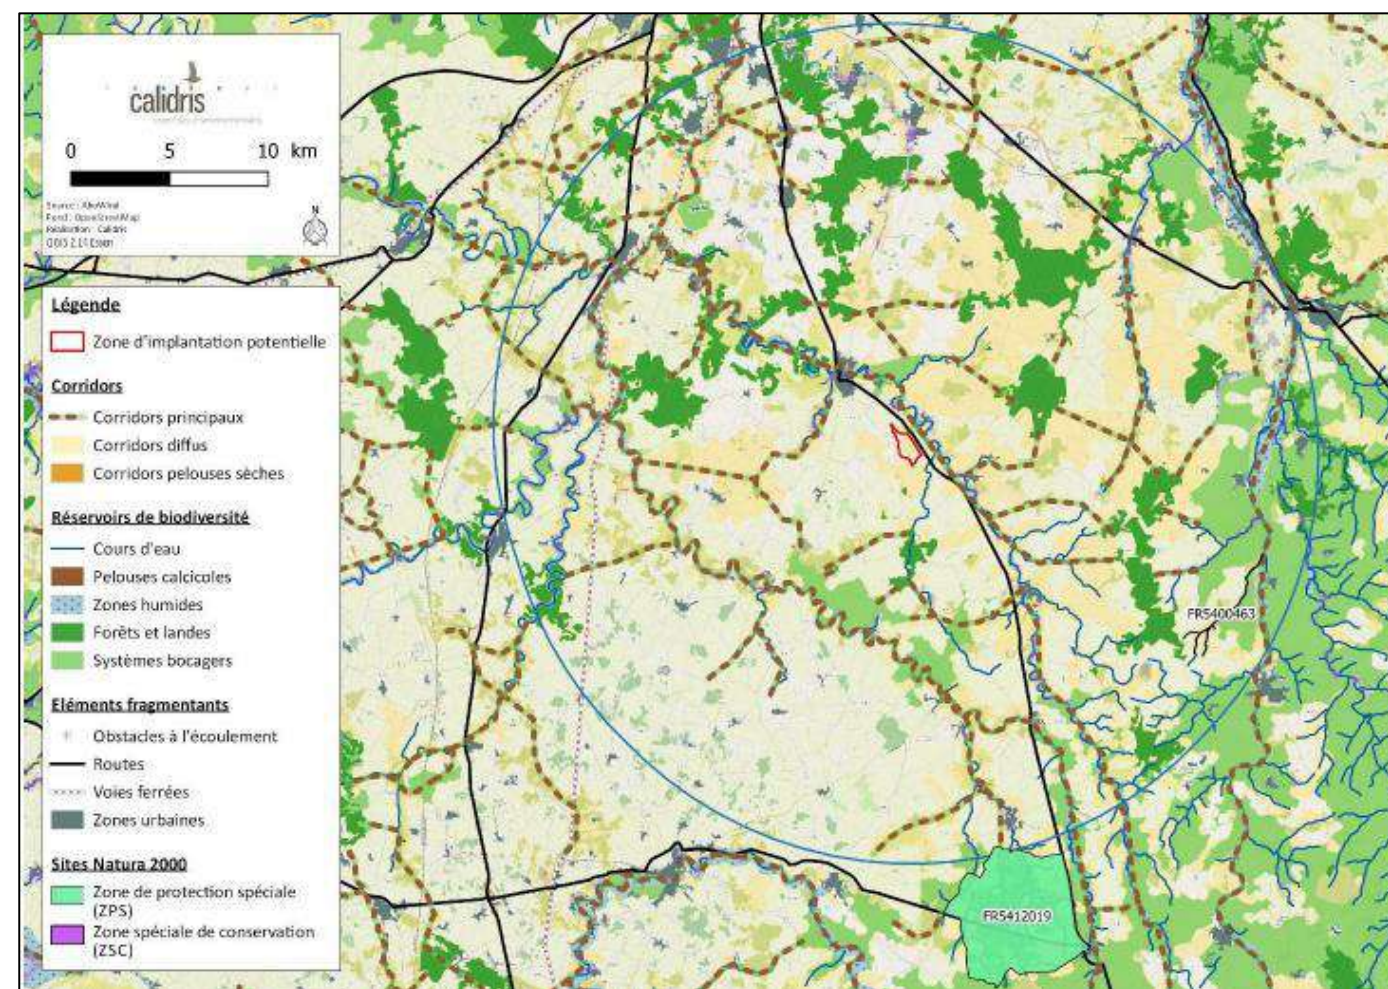 calidris
0 5 10 km
N
Légende
Zone d'implantation potentielle
Corridors
Corridors principaux
Corridors diffus
Corridors pelouses sèches
Réservoirs de biodiversité
Cours d'eau
Pelouses calcicoles
Zones humides
Forêts et landes
Systèmes bocagers
Eléments fragmentants
Obstacles à l'écoulement
Routes
Voies ferrées
Zones urbaines
Sites Natura 2000
Zone de protection spéciale
(ZPS)
Zone spéciale de conservation
(ZSC)
FR5400463
FR5412019